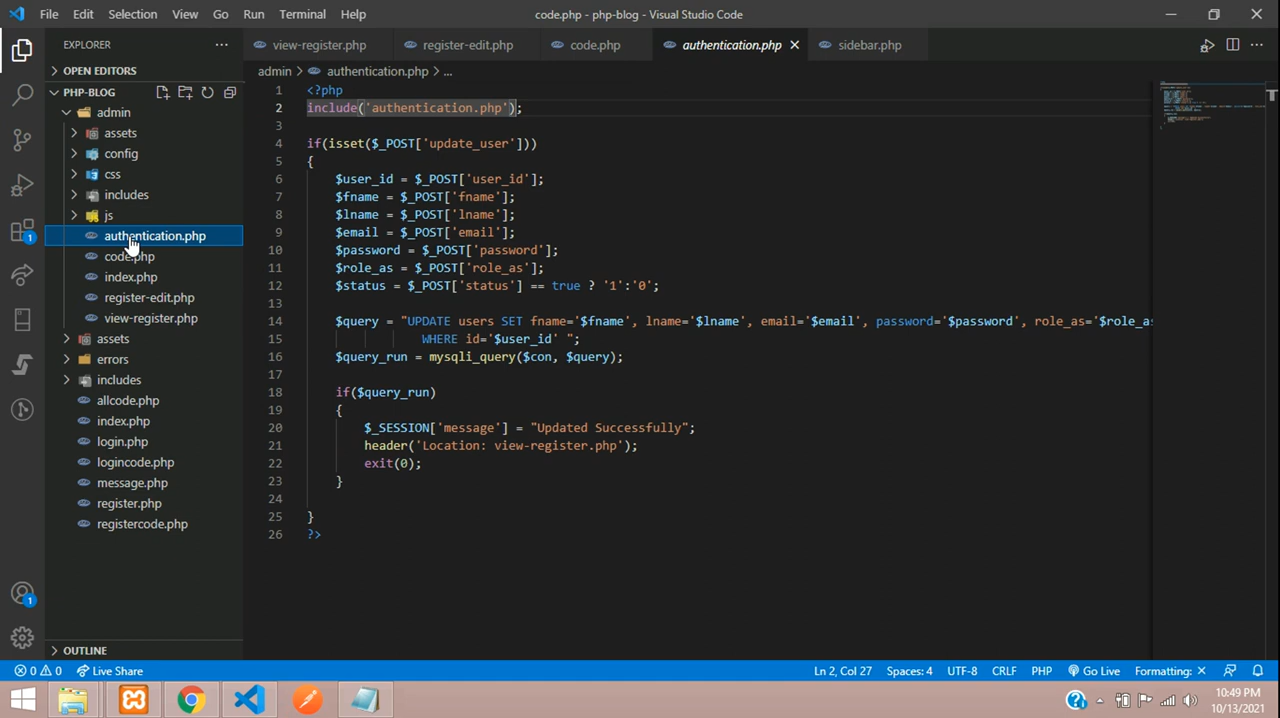 File Edit Selection View Go Run Terminal Help code.php - php-blog - Visual Studio Code
EXPLORER ... view-register.php register-edit.php code.php authentication.php sidebar.php ...
OPEN EDITORS admin > authentication.php > ...
PHP-BLOG
admin
assets
config
css
includes
js
authentication.php
code.php
index.php
register-edit.php
view-register.php
assets
errors
includes
allcode.php
index.php
login.php
logincode.php
message.php
register.php
registercode.php
OUTLINE
1 <?php
2 include('authentication.php');
3
4 if(isset($_POST['update_user']))
5 {
6 $user_id = $_POST['user_id'];
7 $fname = $_POST['fname'];
8 $lname = $_POST['lname'];
9 $email = $_POST['email'];
10 $password = $_POST['password'];
11 $role_as = $_POST['role_as'];
12 $status = $_POST['status'] == true ? '1':'0';
13
14 $query = "UPDATE users SET fname='$fname', lname='$lname', email='$email', password='$password', role_as='$role_as
15 WHERE id='$user_id' ";
16 $query_run = mysqli_query($con, $query);
17
18 if($query_run)
19 {
20 $_SESSION['message'] = "Updated Successfully";
21 header('Location: view-register.php');
22 exit(0);
23 }
24
25 }
26 ?>
1
1
0 0 Live Share Ln 2, Col 27 Spaces: 4 UTF-8 CRLF PHP Go Live Formatting: ×
10:49 PM
10/13/2021